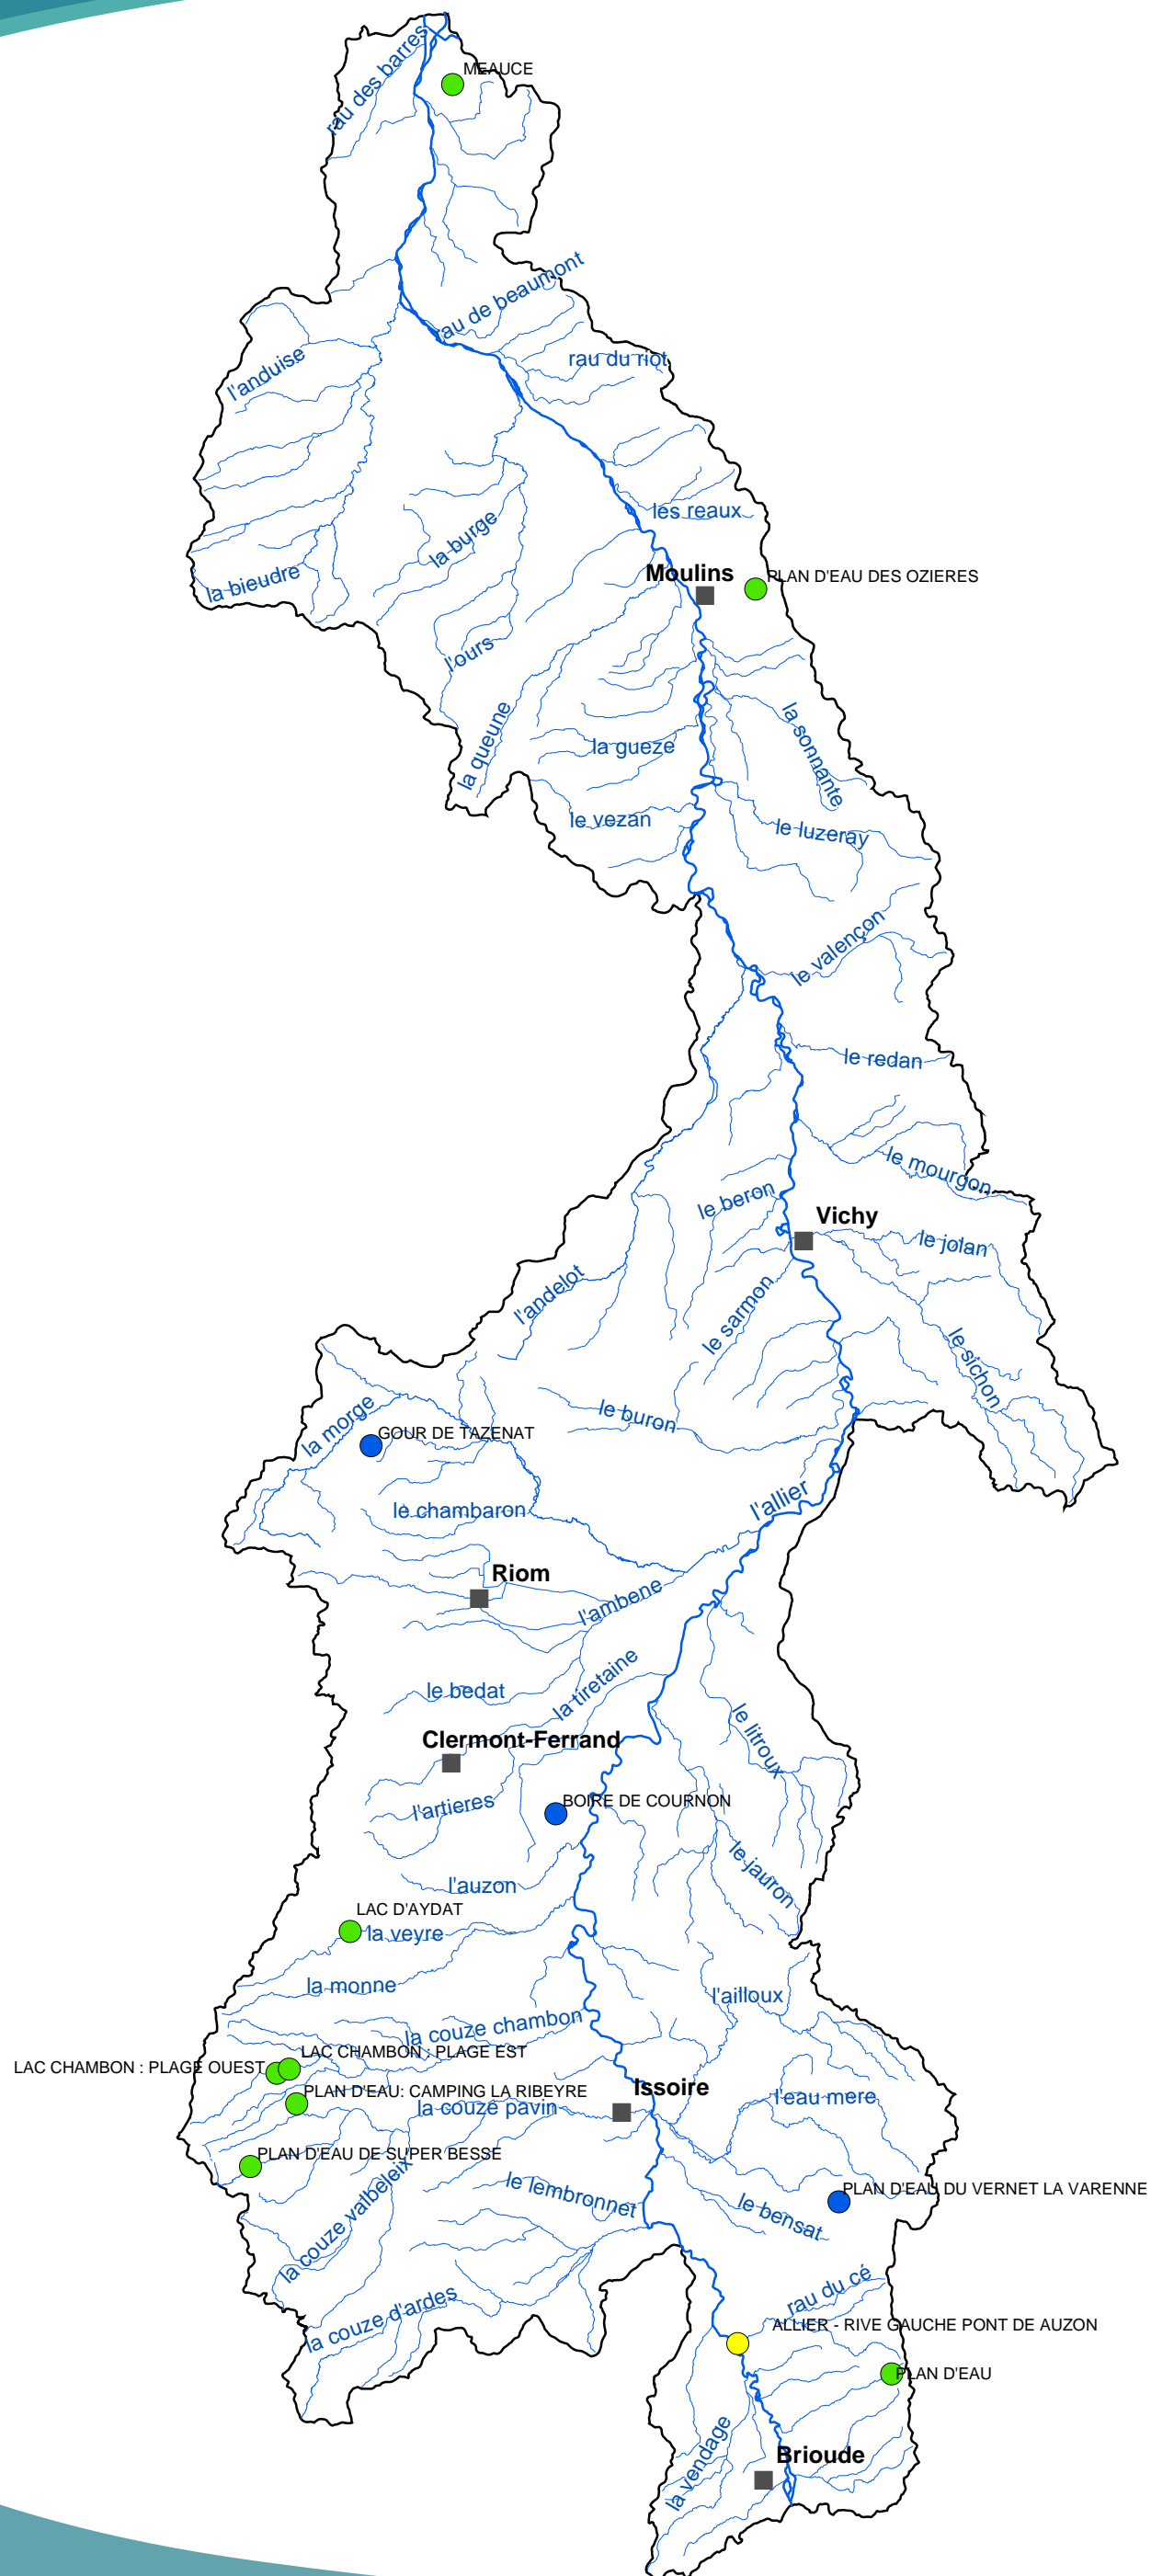 MEAUCE
rau des barres
rau de beaumont
rau du riot
l'anduise
les reaux
la burge
Moulins
PLAN D'EAU DES OZIERES
la bieudre
l'ours
la queune
la gueze
la sonnante
le vezan
le luzeray
le valençon
le redan
le mourgon
le beron
Vichy
le jolan
l'andelot
le sarmon
le sichon
la morge
le buron
GOUR DE TAZENAT
l'allier
le chambaron
Riom
l'ambene
le bedat
la tiretaine
le litroux
Clermont-Ferrand
l'artieres
BOIRE DE COURNON
le jauron
l'auzon
LAC D'AYDAT
la veyre
la monne
l'ailloux
la couze chambon
LAC CHAMBON : PLAGE EST
LAC CHAMBON : PLAGE OUEST
PLAN D'EAU: CAMPING LA RIBEYRE
Issoire
l'eau mere
la couze pavin
PLAN D'EAU DE SUPER BESSE
la couze valbeleix
le lembronnet
PLAN D'EAU DU VERNET LA VARENNE
le bensat
rau du cé
la couze d'ardes
ALLIER - RIVE GAUCHE PONT DE AUZON
PLAN D'EAU
la vendage
Brioude